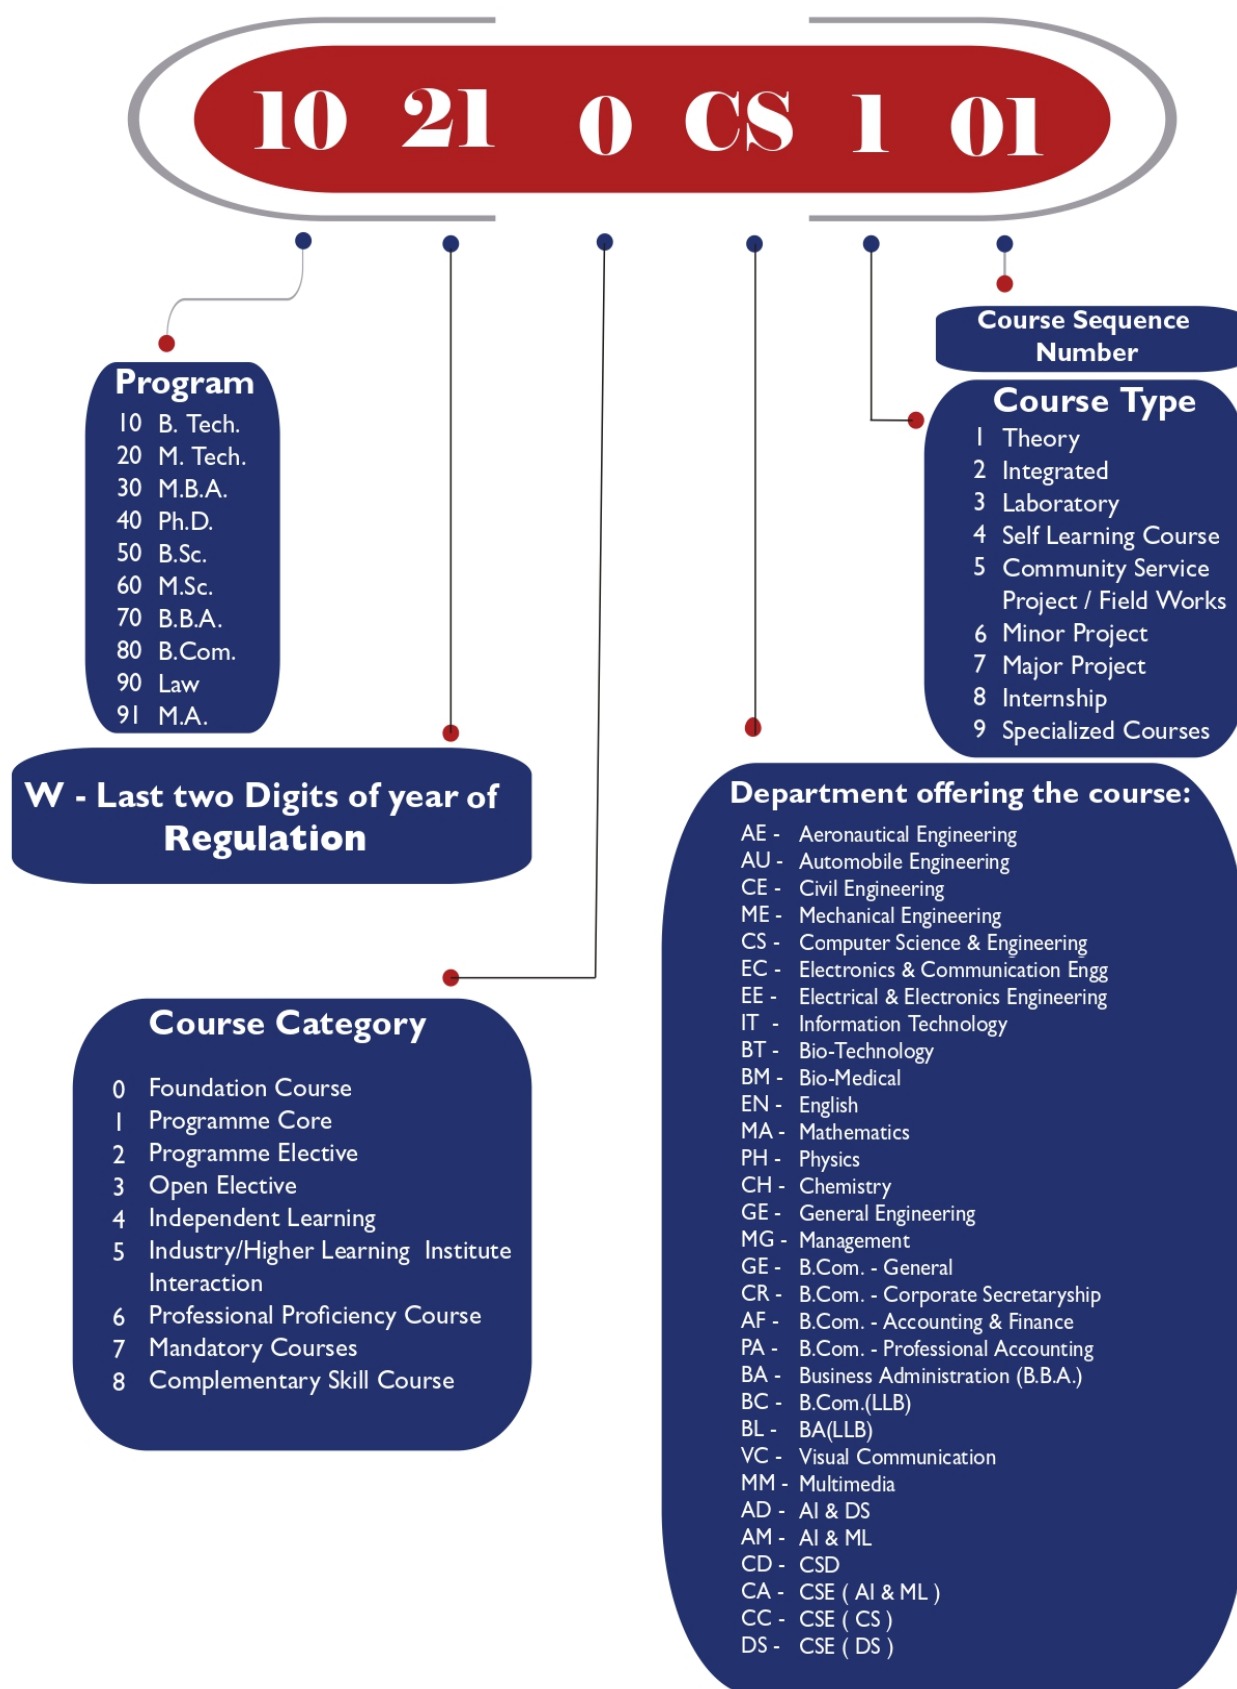 10 21 0 CS 1 01
Program
10 B. Tech.
20 M. Tech.
30 M.B.A.
40 Ph.D.
50 B.Sc.
60 M.Sc.
70 B.B.A.
80 B.Com.
90 Law
91 M.A.
W - Last two Digits of year of
Regulation
Course Category
0 Foundation Course
1 Programme Core
2 Programme Elective
3 Open Elective
4 Independent Learning
5 Industry/Higher Learning Institute
Interaction
6 Professional Proficiency Course
7 Mandatory Courses
8 Complementary Skill Course
Course Sequence
Number
Course Type
1 Theory
2 Integrated
3 Laboratory
4 Self Learning Course
5 Community Service
Project / Field Works
6 Minor Project
7 Major Project
8 Internship
9 Specialized Courses
Department offering the course:
AE - Aeronautical Engineering
AU - Automobile Engineering
CE - Civil Engineering
ME - Mechanical Engineering
CS - Computer Science & Engineering
EC - Electronics & Communication Engg
EE - Electrical & Electronics Engineering
IT - Information Technology
BT - Bio-Technology
BM - Bio-Medical
EN - English
MA - Mathematics
PH - Physics
CH - Chemistry
GE - General Engineering
MG - Management
GE - B.Com. - General
CR - B.Com. - Corporate Secretaryship
AF - B.Com. - Accounting & Finance
PA - B.Com. - Professional Accounting
BA - Business Administration (B.B.A.)
BC - B.Com.(LLB)
BL - BA(LLB)
VC - Visual Communication
MM - Multimedia
AD - AI & DS
AM - AI & ML
CD - CSD
CA - CSE ( AI & ML )
CC - CSE ( CS )
DS - CSE ( DS )